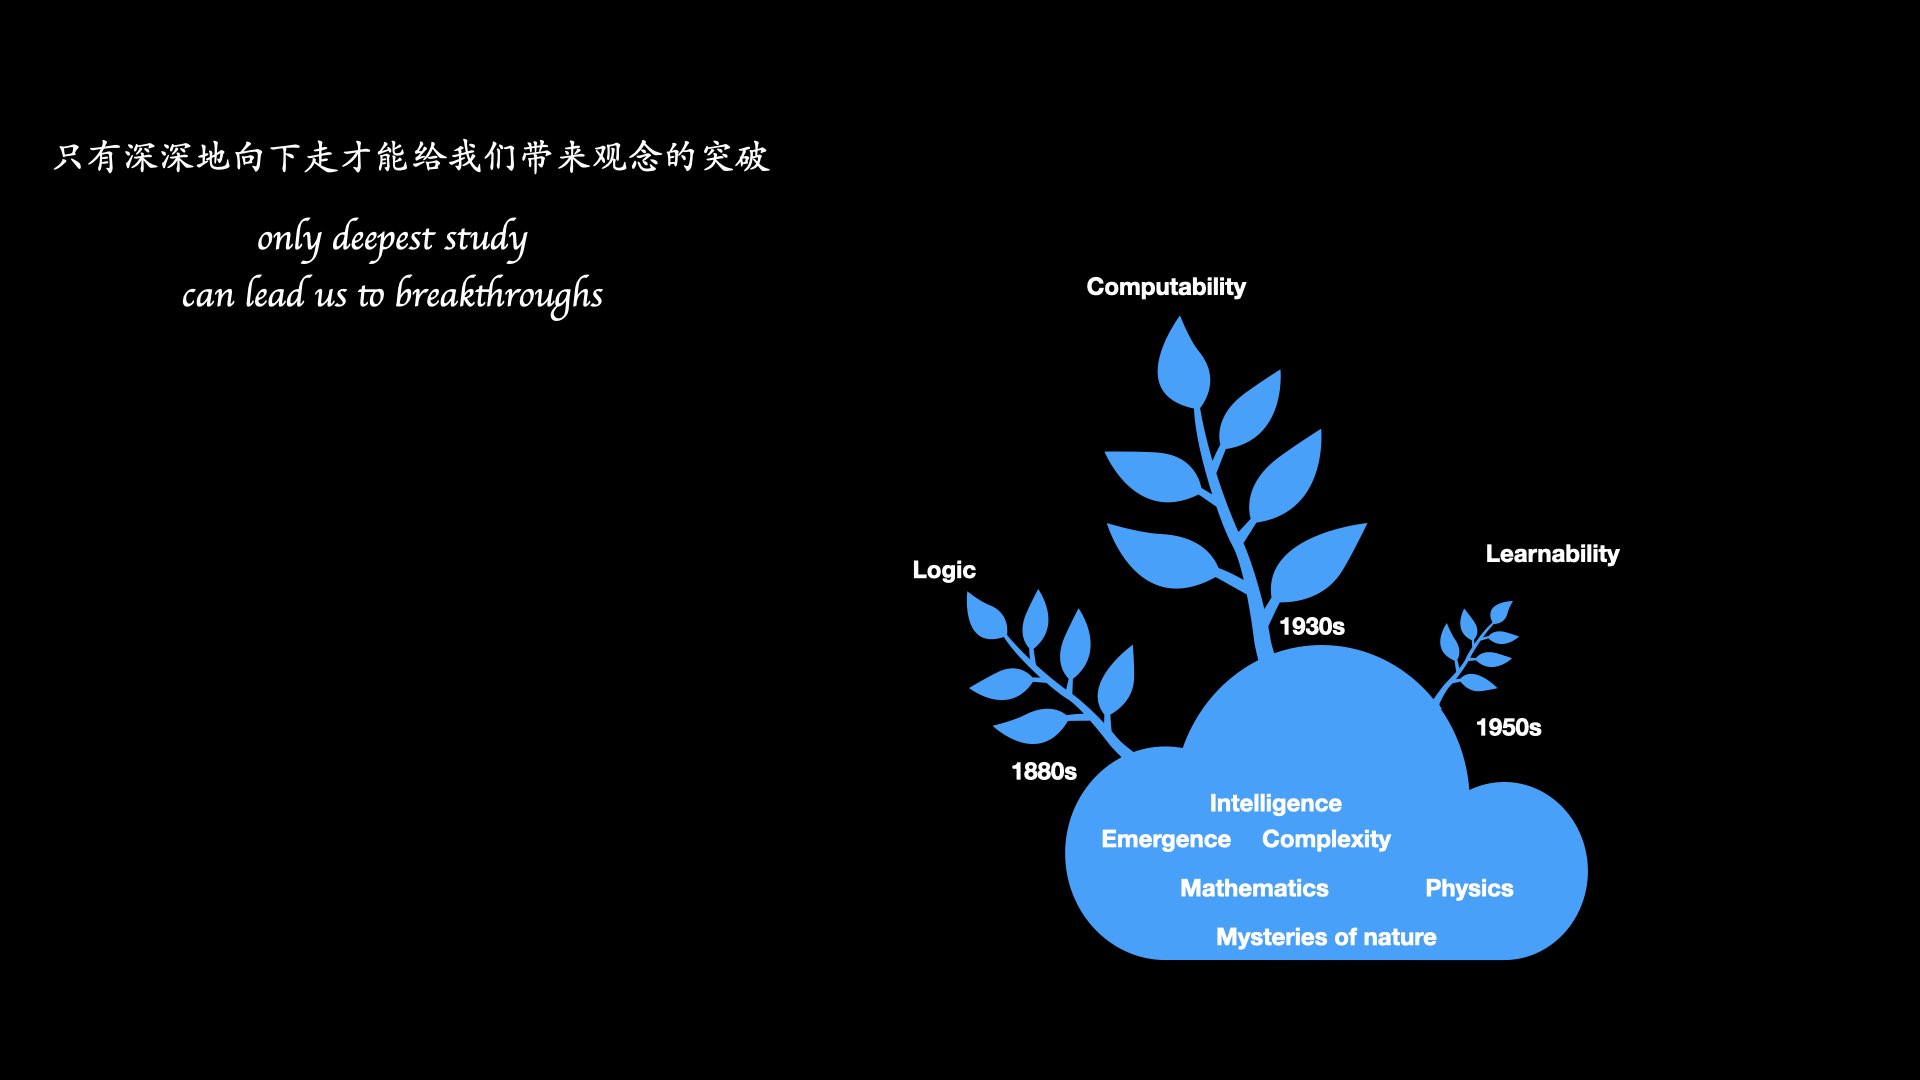 只有深深地向下走才能给我们带来观念的突破
only deepest study
can lead us to breakthroughs
Computability
Learnability
Logic
1930s
1950s
1880s
Intelligence
Emergence Complexity
Mathematics Physics
Mysteries of nature